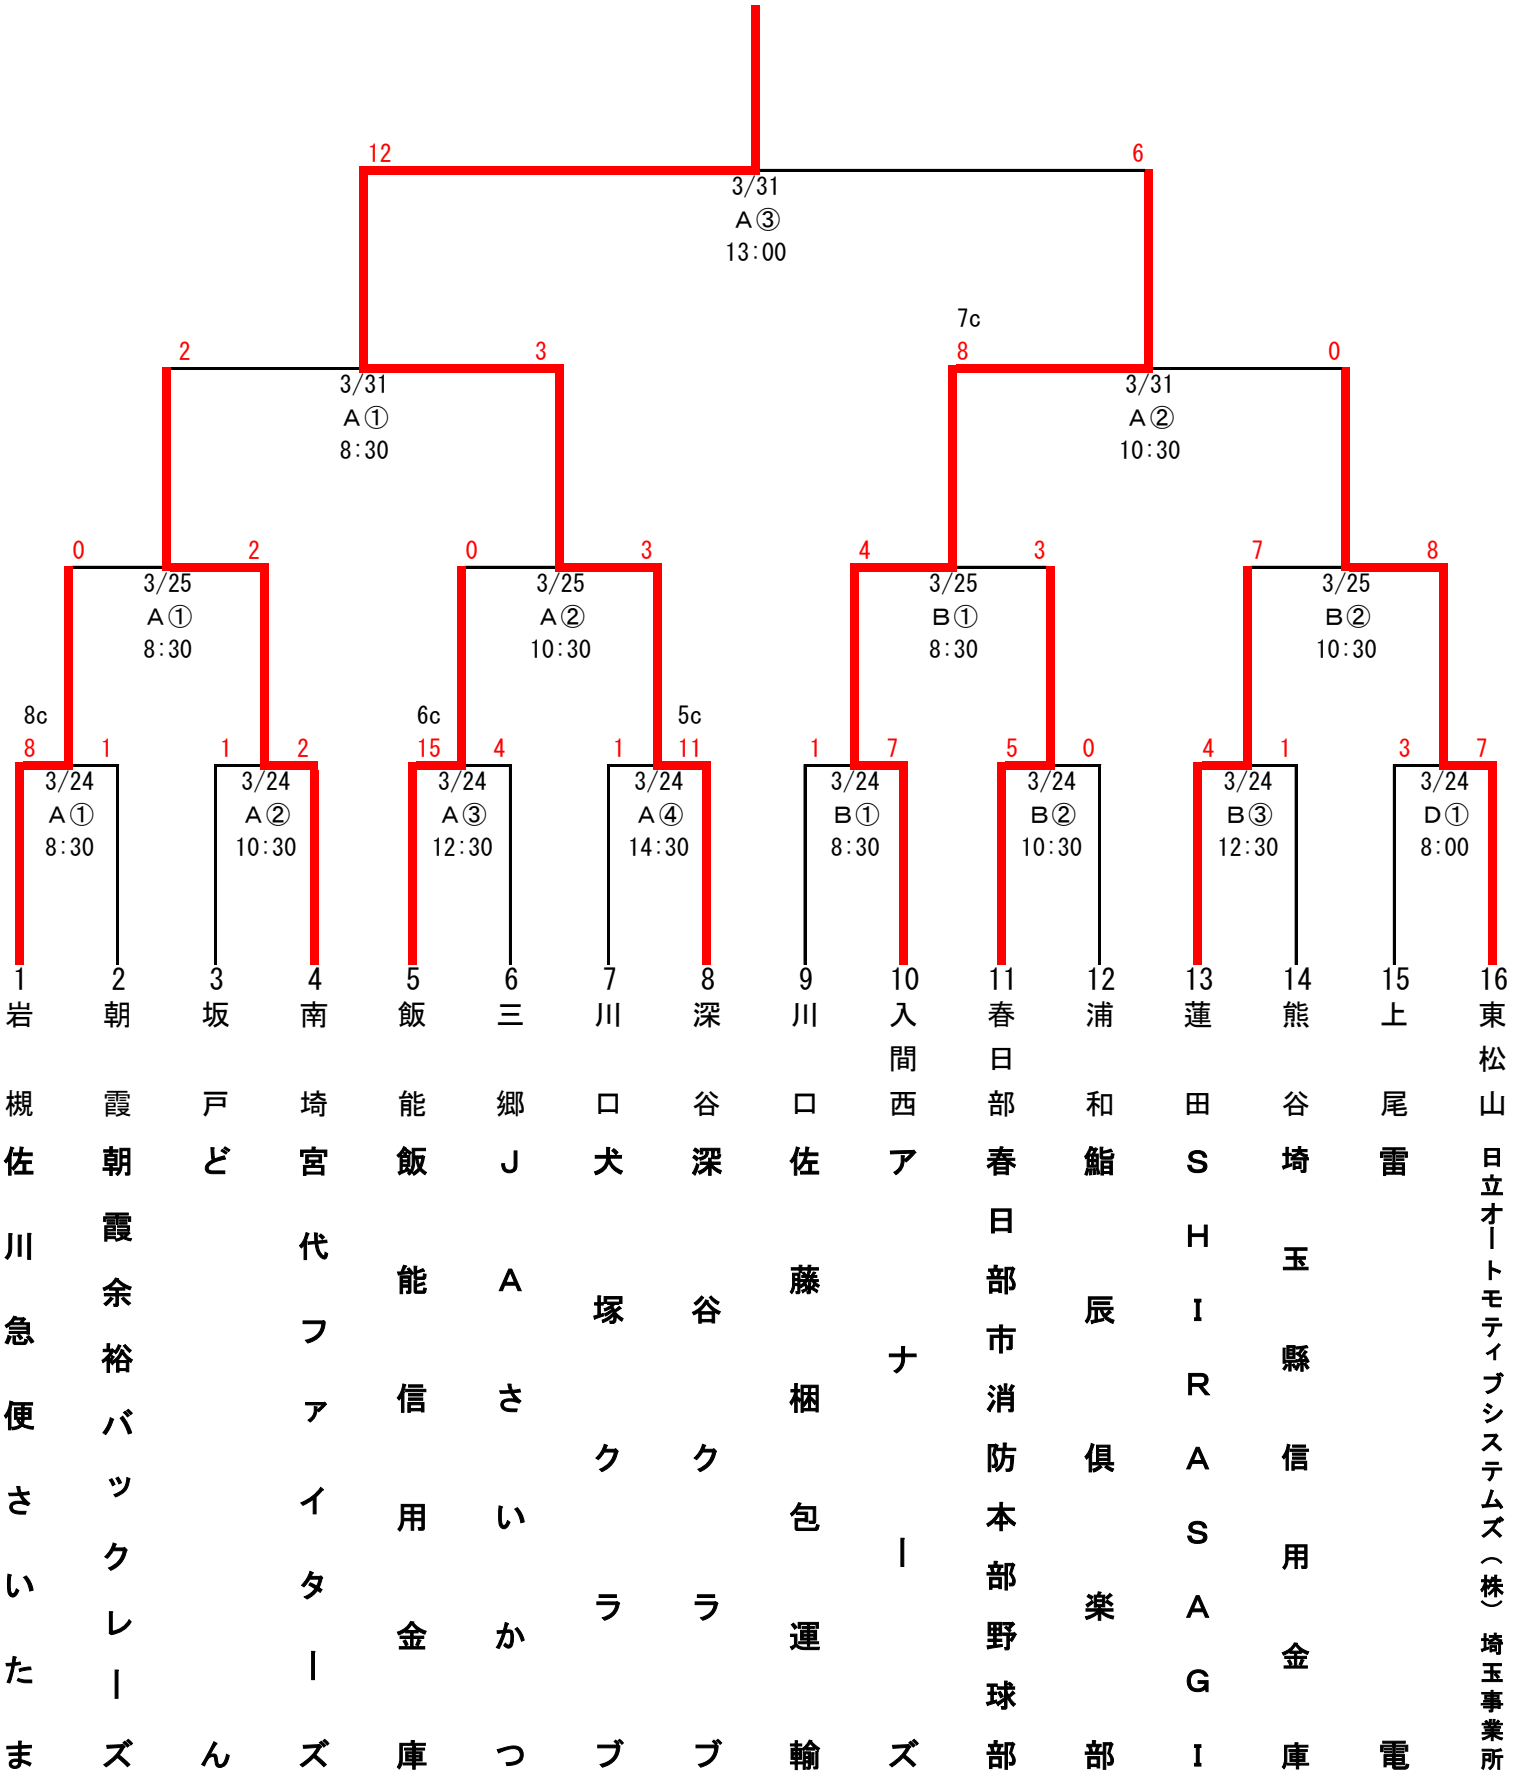 12 6
3/31
A③
13:00
7c
2 3 8 0
3/31 3/31
A① A②
8:30 10:30
0 2 0 3 4 3 7 8
3/25 3/25 3/25 3/25
A① A② B① B②
8:30 10:30 8:30 10:30
8c 6c 5c
8 1 1 2 15 4 1 11 1 7 5 0 4 1 3 7
3/24 3/24 3/24 3/24 3/24 3/24 3/24 3/24
A① A② A③ A④ B① B② B③ D①
8:30 10:30 12:30 14:30 8:30 10:30 12:30 8:00
1 2 3 4 5 6 7 8 9 10 11 12 13 14 15 16
岩槻
佐川急便さいたま
朝霞
朝霞余裕バックレーズ
坂戸
どん
南埼
宮代ファイターズ
飯能
飯能信用金庫
三郷
JAさいかつ
川口
犬塚クラブ
深谷
深谷クラブ
川口
佐藤梱包運輸
入間西
アナーズ
春日部
春日部市消防本部野球部
浦和
鮨辰倶楽部
蓮田
SHIRASAGI
熊谷
埼玉縣信用金庫
上尾
雷電
東松山
日立オートモティブシステムズ(株)埼玉事業所